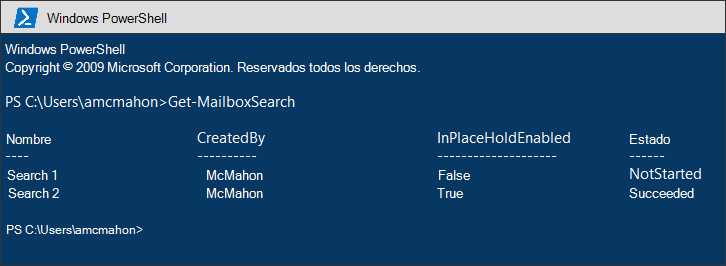 Windows PowerShell
Windows PowerShell
Copyright © 2009 Microsoft Corporation. Reservados todos los derechos.
PS C:\Users\amcmahon>Get-MailboxSearch
Nombre CreatedBy InPlaceHoldEnabled Estado
---- ---------- -------------------- ------
Search 1 McMahon False NotStarted
Search 2 McMahon True Succeeded
PS C:\Users\amcmahon>